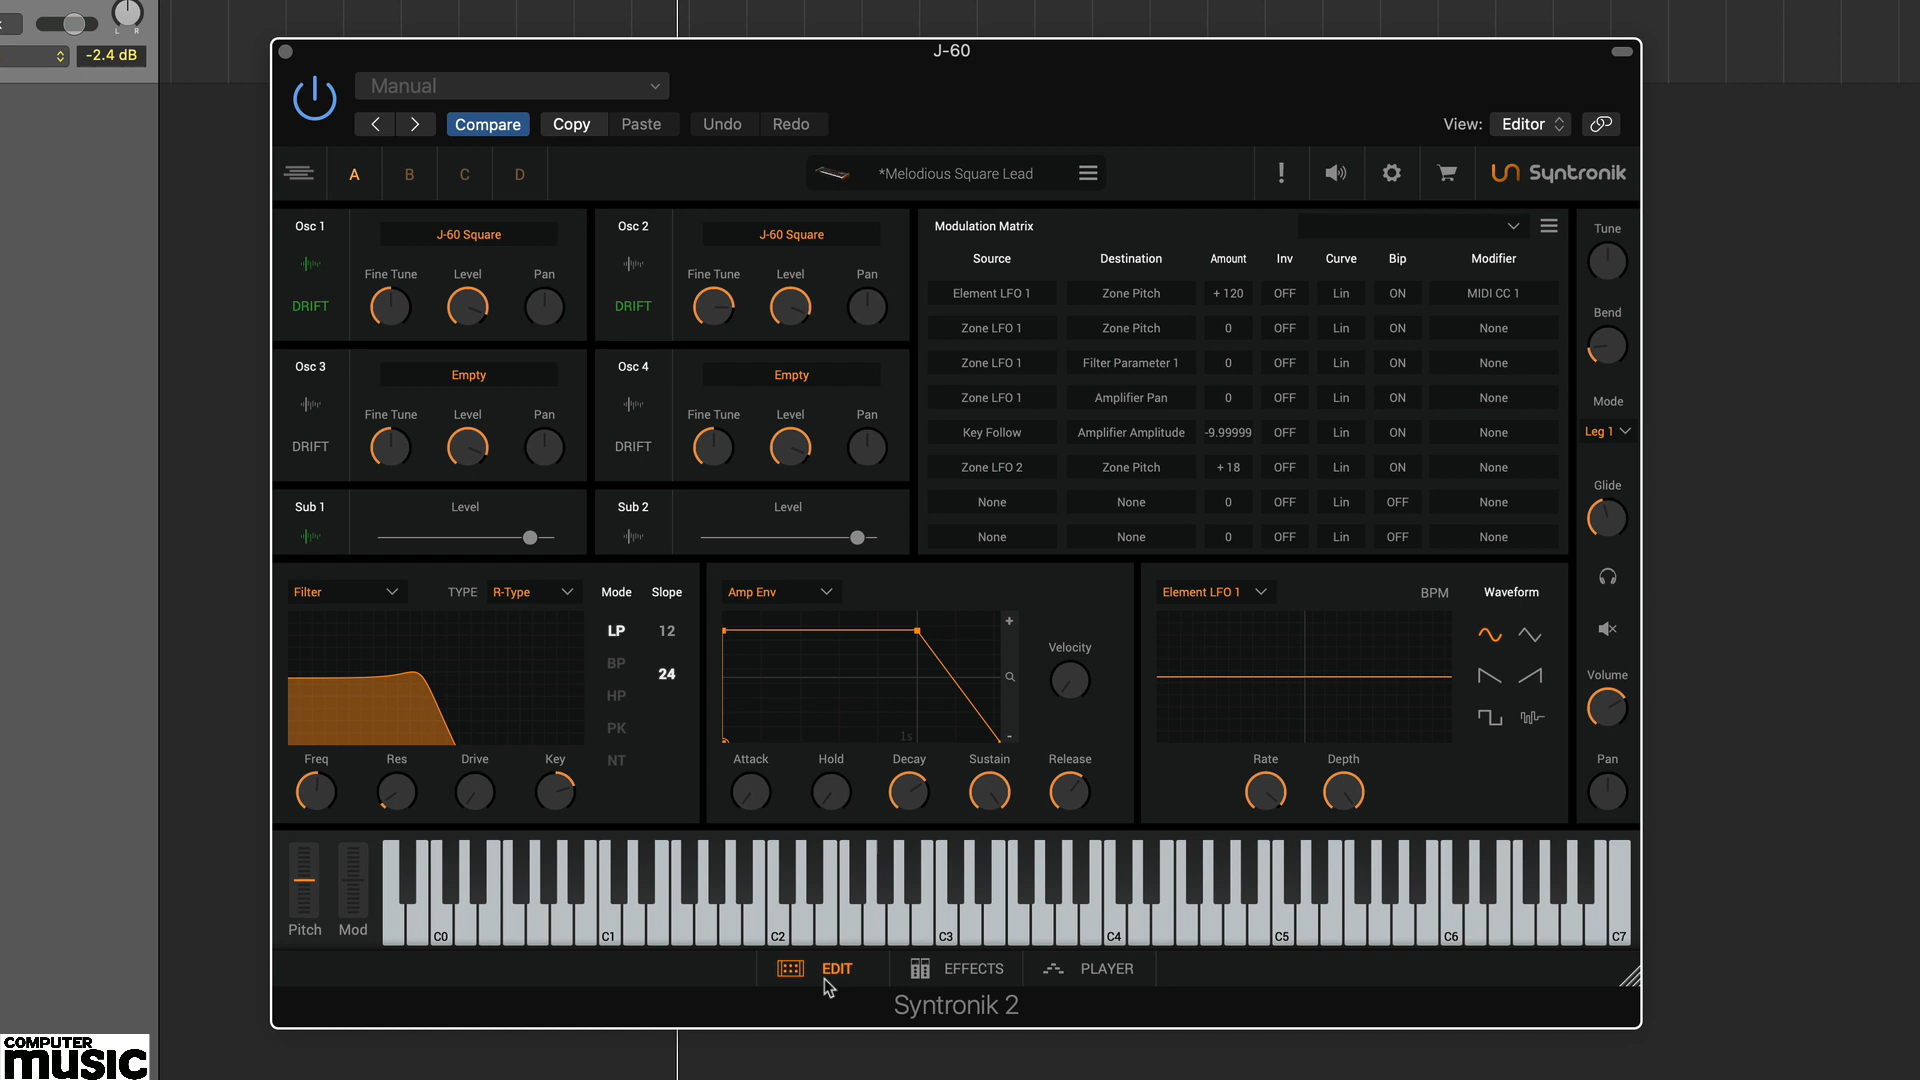 L R
-2.4 dB
J-60
Manual
Compare Copy Paste Undo Redo View: Editor
A B C D *Melodious Square Lead Syntronik
Osc 1 J-60 Square
Fine Tune Level Pan
DRIFT
Osc 2 J-60 Square
Fine Tune Level Pan
DRIFT
Osc 3 Empty
Fine Tune Level Pan
DRIFT
Osc 4 Empty
Fine Tune Level Pan
DRIFT
Sub 1 Level
Sub 2 Level
Modulation Matrix
Source Destination Amount Inv Curve Bip Modifier
Element LFO 1 Zone Pitch + 120 OFF Lin ON MIDI CC 1
Zone LFO 1 Zone Pitch 0 OFF Lin ON None
Zone LFO 1 Filter Parameter 1 0 OFF Lin ON None
Zone LFO 1 Amplifier Pan 0 OFF Lin ON None
Key Follow Amplifier Amplitude -9.99999 OFF Lin ON None
Zone LFO 2 Zone Pitch + 18 OFF Lin ON None
None None 0 OFF Lin OFF None
None None 0 OFF Lin OFF None
Tune
Bend
Mode
Leg 1
Glide
Volume
Pan
Filter TYPE R-Type Mode Slope
LP 12
BP 24
HP
PK
NT
Freq Res Drive Key
Amp Env
+
Velocity
1s -
Attack Hold Decay Sustain Release
Element LFO 1 BPM Waveform
Rate Depth
Pitch Mod
C0 C1 C2 C3 C4 C5 C6 C7
EDIT EFFECTS PLAYER
Syntronik 2
COMPUTER
music